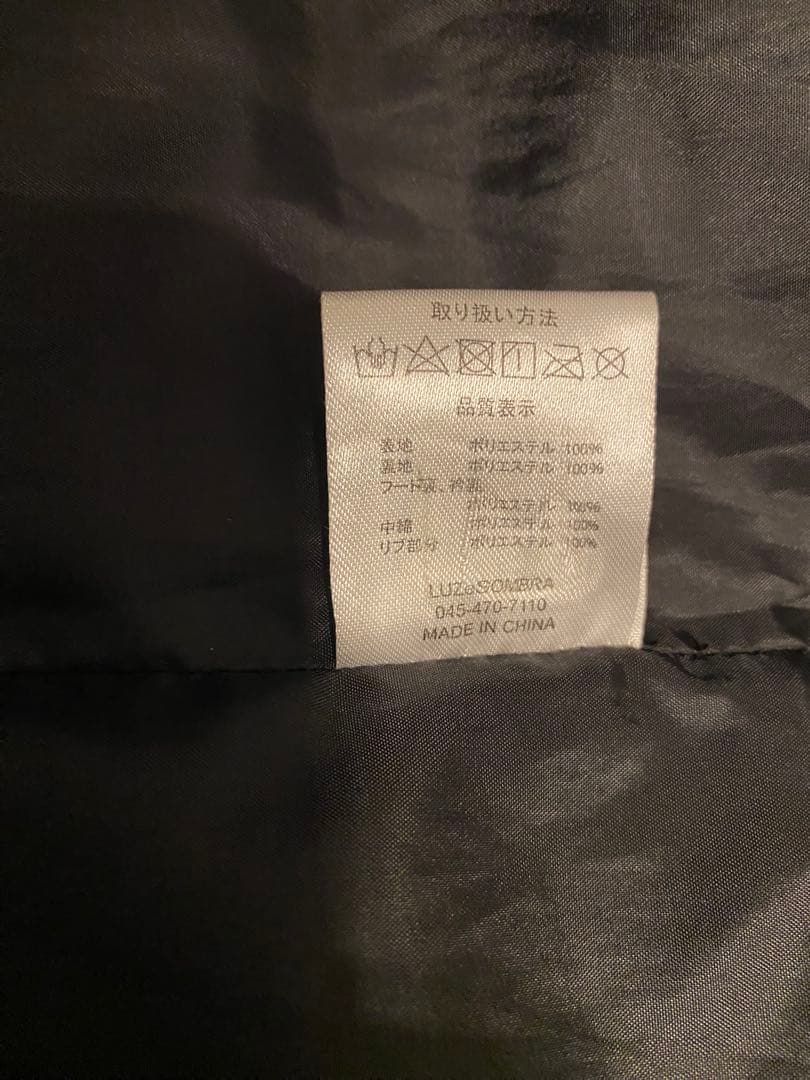 取り扱い方法
品質表示
表地 ポリエステル 100%
裏地 ポリエステル 100%
フード裏、衿裏
ポリエステル 100%
中綿 ポリエステル 100%
リブ部分 ポリエステル 100%
LUZeSOMBRA
045-470-7110
MADE IN CHINA